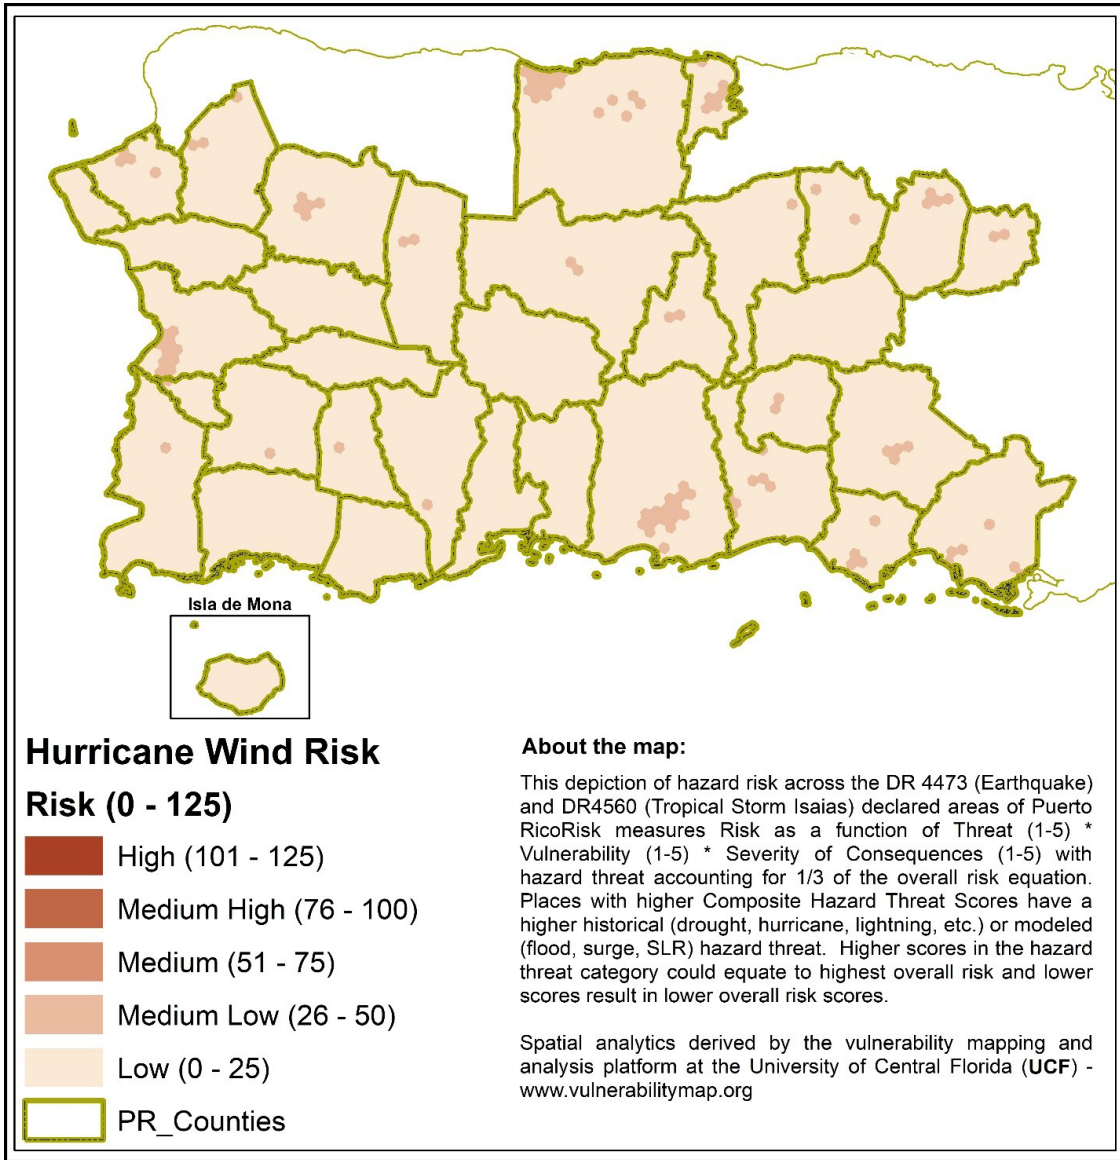 Isla de Mona
Hurricane Wind Risk
Risk (0 - 125)
High (101 - 125)
Medium High (76 - 100)
Medium (51 - 75)
Medium Low (26 - 50)
Low (0 - 25)
PR_Counties
About the map:
This depiction of hazard risk across the DR 4473 (Earthquake)
and DR4560 (Tropical Storm Isaias) declared areas of Puerto
RicoRisk measures Risk as a function of Threat (1-5) *
Vulnerability (1-5) * Severity of Consequences (1-5) with
hazard threat accounting for 1/3 of the overall risk equation.
Places with higher Composite Hazard Threat Scores have a
higher historical (drought, hurricane, lightning, etc.) or modeled
(flood, surge, SLR) hazard threat. Higher scores in the hazard
threat category could equate to highest overall risk and lower
scores result in lower overall risk scores.
Spatial analytics derived by the vulnerability mapping and
analysis platform at the University of Central Florida (UCF) -
www.vulnerabilitymap.org